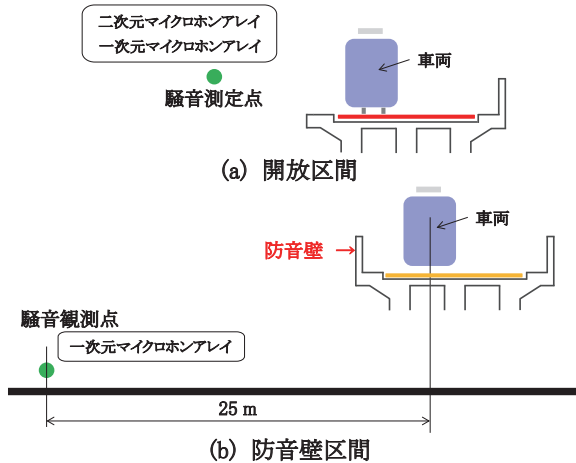 二次元マイクロホンアレイ
一次元マイクロホンアレイ
車両
騒音測定点
(a) 開放区間
車両
防音壁
騒音観測点
一次元マイクロホンアレイ
25 m
(b) 防音壁区間